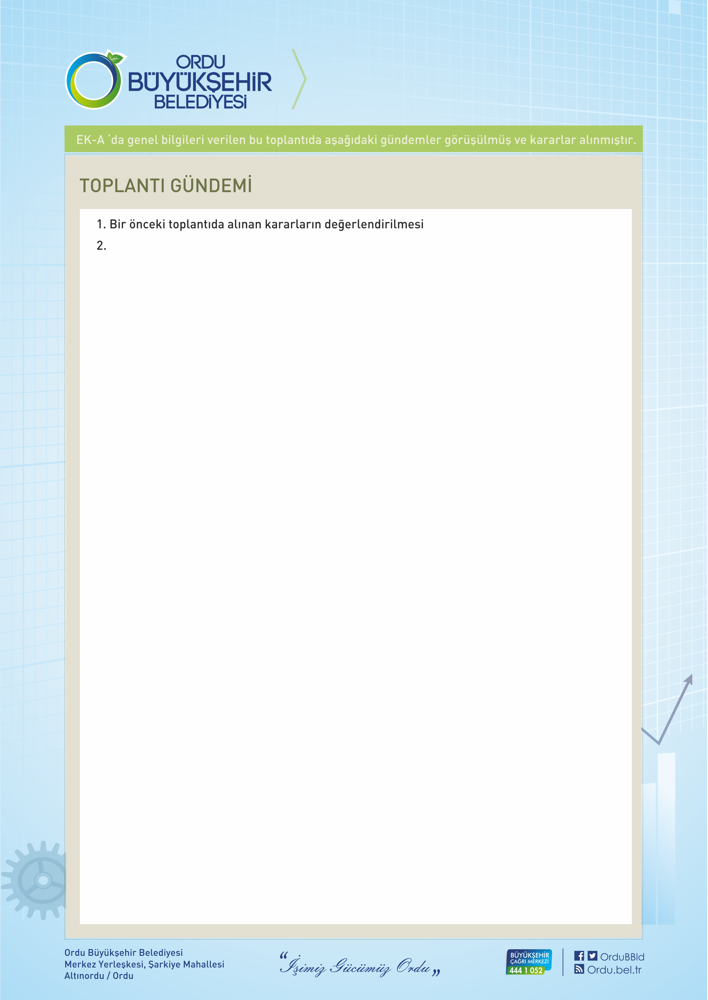 ORDU
BÜYÜKŞEHİR
BELEDİYESİ
EK-A ‘da genel bilgileri verilen bu toplantıda aşağıdaki gündemler görüşülmüş ve kararlar alınmıştır.
TOPLANTI GÜNDEMİ
1. Bir önceki toplantıda alınan kararların değerlendirilmesi
2.
Ordu Büyükşehir Belediyesi
Merkez Yerleşkesi, Şarkiye Mahallesi
Altınordu / Ordu
“İşimiz Gücümüz Ordu”
BÜYÜKŞEHİR
ÇAĞRI MERKEZİ
444 1 052
OrduBBld
Ordu.bel.tr